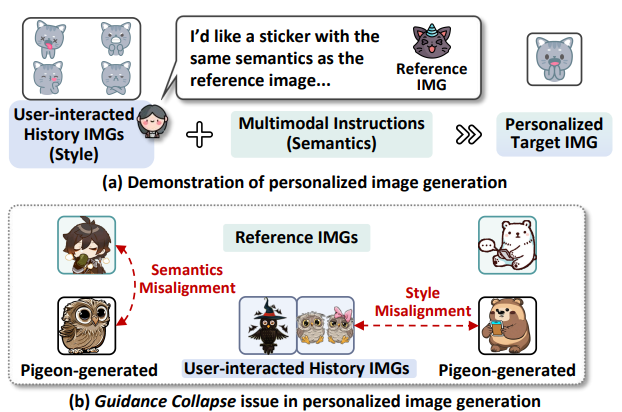 I'd like a sticker with the
same semantics as the
reference image...
Reference
IMG
User-interacted
History IMGs
(Style)
Multimodal Instructions
(Semantics)
Personalized
Target IMG
(a) Demonstration of personalized image generation
Reference IMGs
Semantics
Misalignment
Style
Misalignment
Pigeon-generated
User-interacted History IMGs
Pigeon-generated
(b) Guidance Collapse issue in personalized image generation